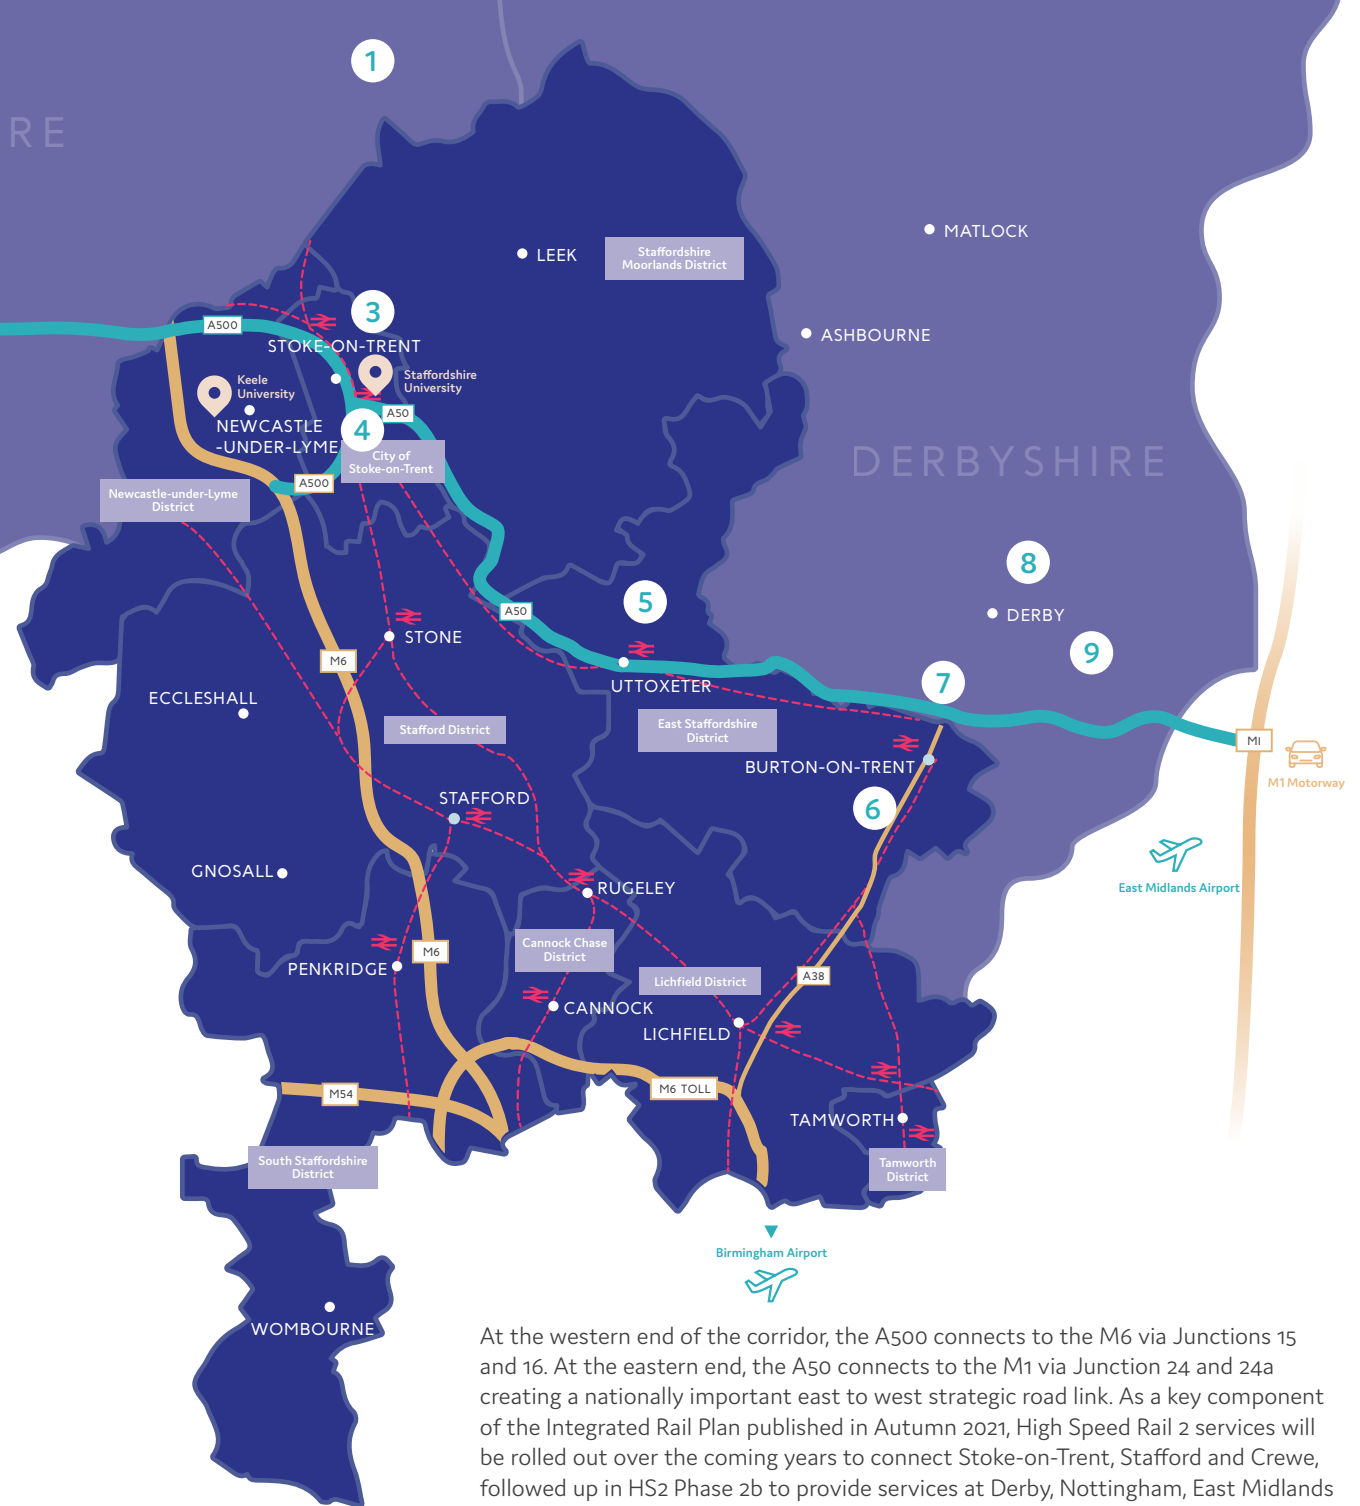 1
RE
MATLOCK
LEEK
Staffordshire
Moorlands District
3
A500
ASHBOURNE
STOKE-ON-TRENT
Keele
University
Staffordshire
University
A50
NEWCASTLE
-UNDER-LYME
4
City of
Stoke-on-Trent
DERBYSHIRE
A500
Newcastle-under-Lyme
District
8
5
A50
DERBY
STONE
9
M6
UTTOXETER
7
ECCLESHALL
Stafford District
East Staffordshire
District
M1
BURTON-ON-TRENT
M1 Motorway
STAFFORD
6
GNOSALL
RUGELEY
East Midlands Airport
M6
Cannock Chase
District
PENKRIDGE
Lichfield District
A38
CANNOCK
LICHFIELD
M54
M6 TOLL
TAMWORTH
South Staffordshire
District
Tamworth
District
Birmingham Airport
WOMBOURNE
At the western end of the corridor, the A500 connects to the M6 via Junctions 15
and 16. At the eastern end, the A50 connects to the M1 via Junction 24 and 24a
creating a nationally important east to west strategic road link. As a key component
of the Integrated Rail Plan published in Autumn 2021, High Speed Rail 2 services will
be rolled out over the coming years to connect Stoke-on-Trent, Stafford and Crewe,
followed up in HS2 Phase 2b to provide services at Derby, Nottingham, East Midlands